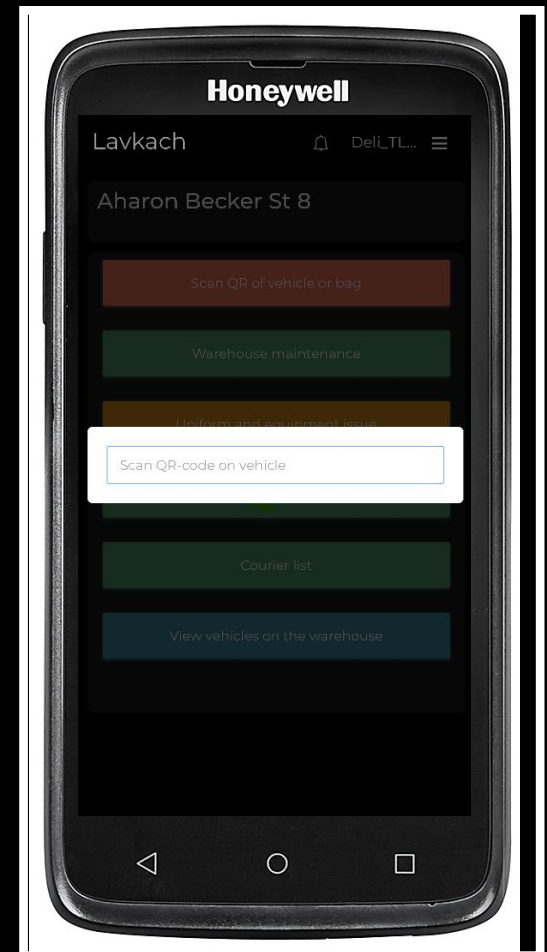 Honeywell
Lavkach
Deli_TL...
Aharon Becker St 8
Scan QR of vehicle or bag
Warehouse maintenance
Uniform and equipment issue
Scan QR-code on vehicle
Courier list
View vehicles on the warehouse